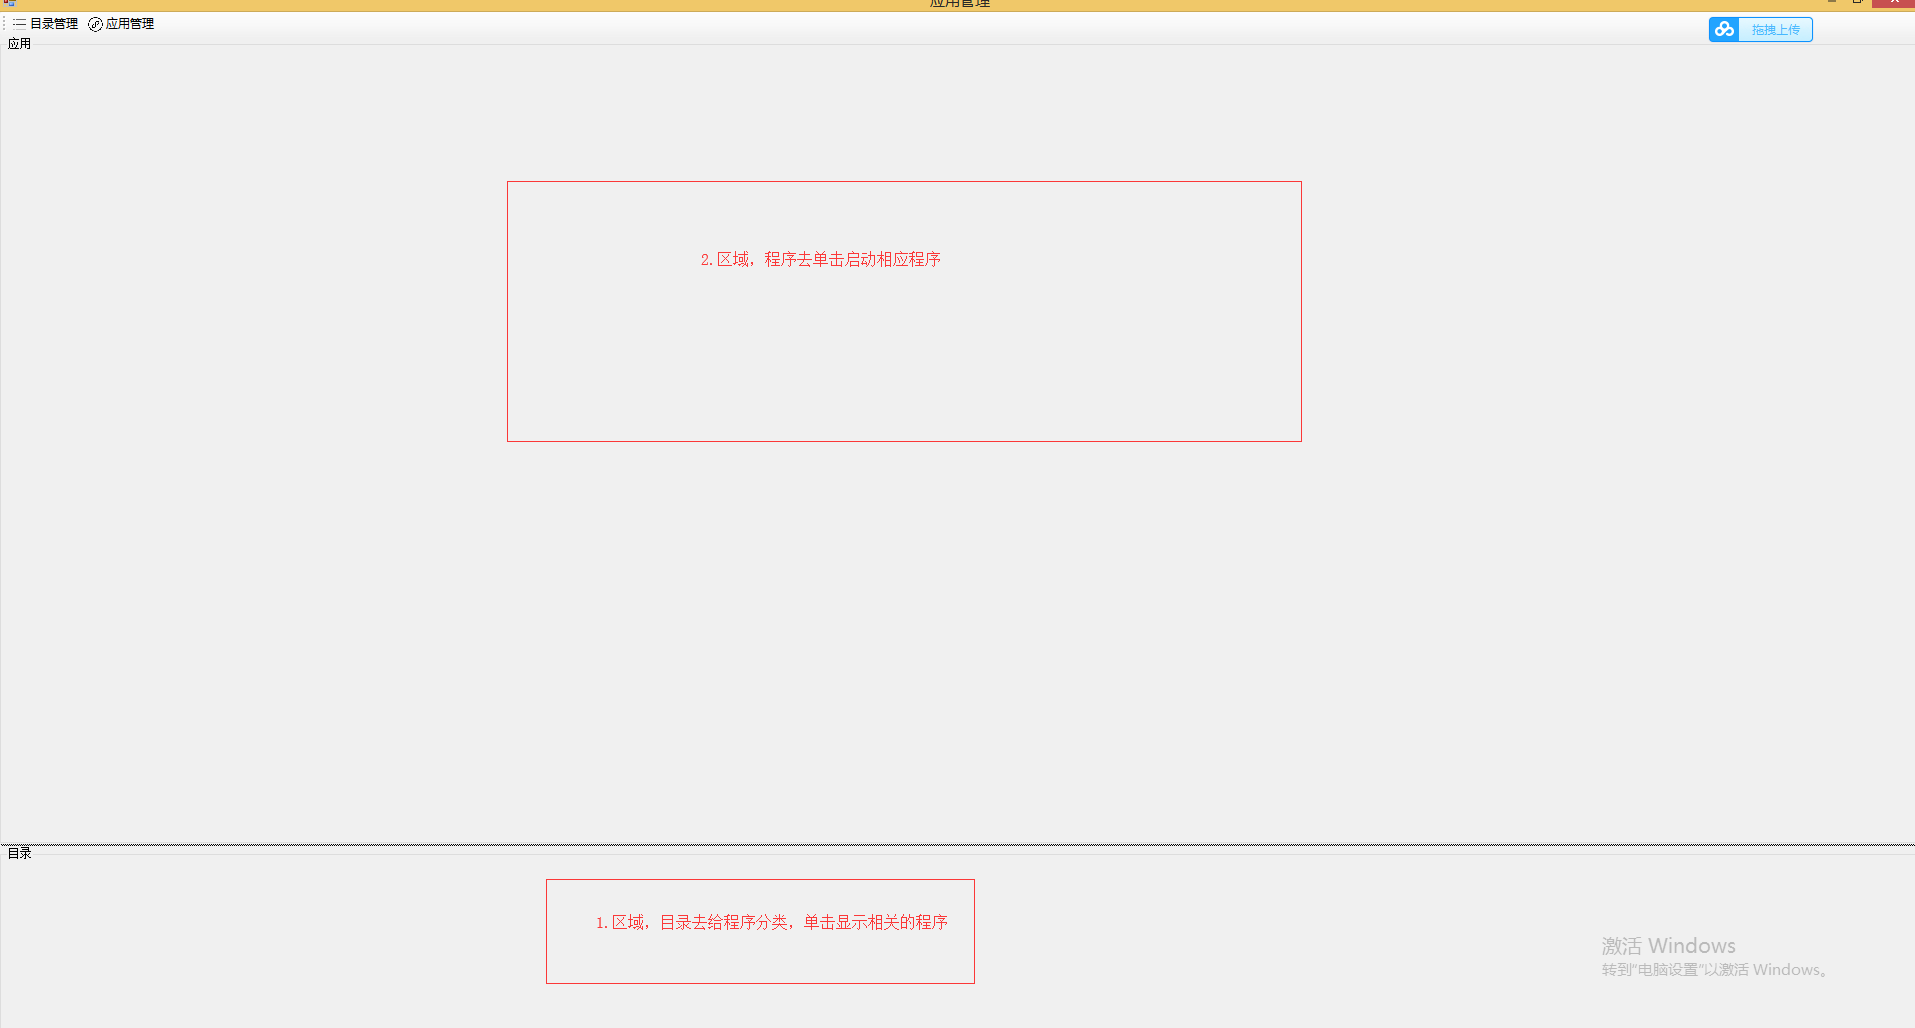 应用管理
目录管理 应用管理
拖拽上传
应用
2.区域，程序去单击启动相应程序
目录
1.区域，目录去给程序分类，单击显示相关的程序
激活 Windows
转到“电脑设置”以激活 Windows。